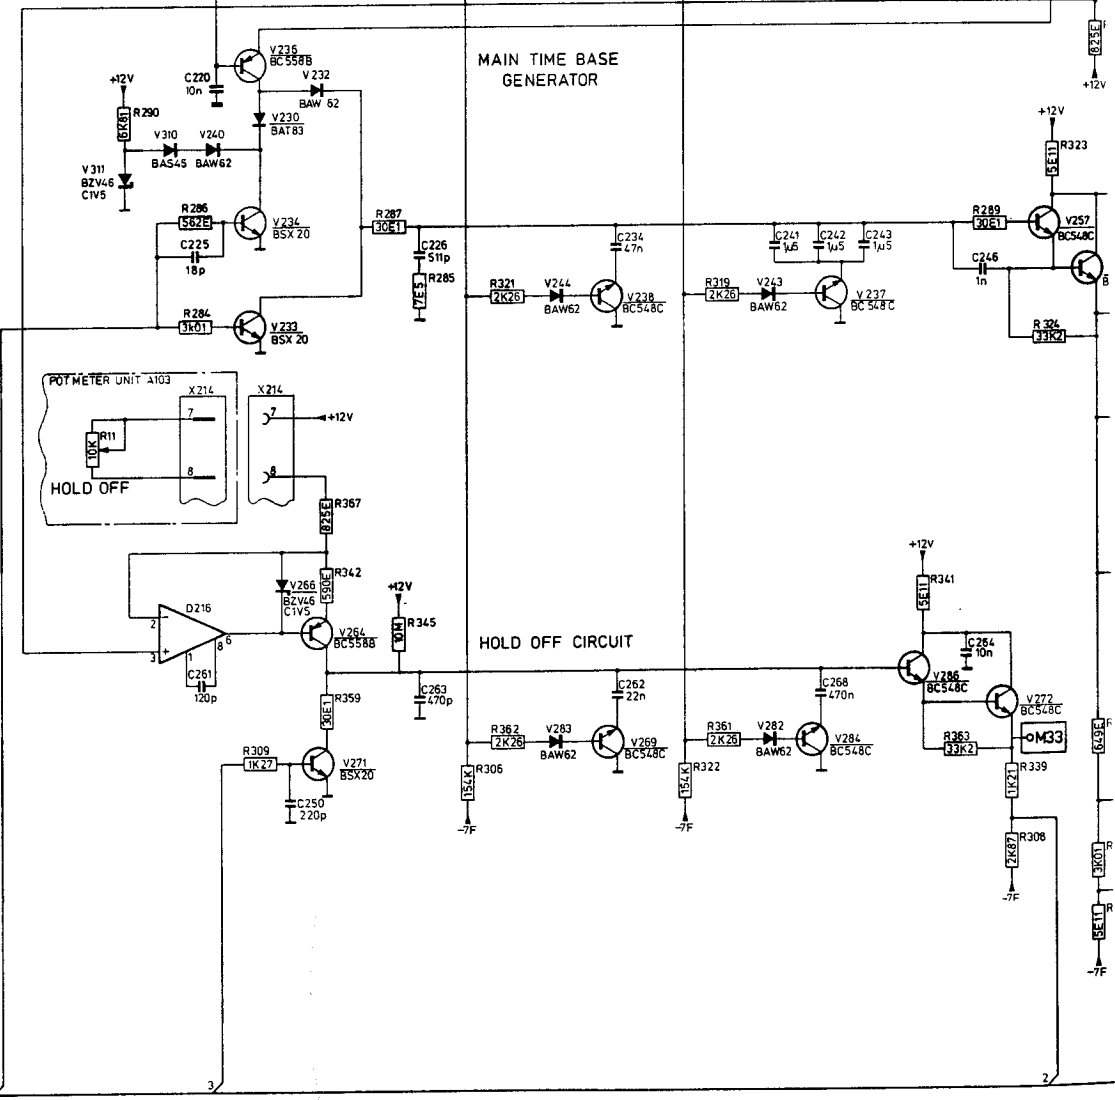 MAIN TIME BASE
GENERATOR
825E
+12V
V236
BC558B
C220
10n
V232
BAW 62
V230
BAT83
+12V
R290
6K81
V310
BAS45
V240
BAW62
V311
BZV46
C1V5
R286
562E
C225
18p
V234
BSX 20
R284
3K01
V233
BSX 20
R287
30E1
C226
511p
R285
7E5
R321
2K26
V244
BAW62
C234
47n
V238
BC548C
R319
2K26
V243
BAW62
C241
1µ5
C242
1µ5
C243
1µ5
V237
BC548C
+12V
R323
5E11
R289
30E1
V257
BC548C
C246
1n
B
R324
33K2
POTMETER UNIT A103
X214
X214
7
7
+12V
R11
10K
8
8
HOLD OFF
R367
825E
R342
590E
V266
BZV46
C1V5
D216
2
3
1
8
6
C261
120p
V264
BC558B
+12V
R345
10M
HOLD OFF CIRCUIT
+12V
R341
5E11
C264
10n
V286
BC548C
V272
BC548C
M33
R363
33K2
R339
1K21
R308
2K87
-7F
R359
30E1
C263
470p
C262
22n
C268
470n
R362
2K26
V283
BAW62
V269
BC548C
R361
2K26
V282
BAW62
V284
BC548C
R309
1K27
V271
BSX20
C250
220p
R306
154K
-7F
R322
154K
-7F
649E
R
3K01
R
5E11
R
-7F
3
2